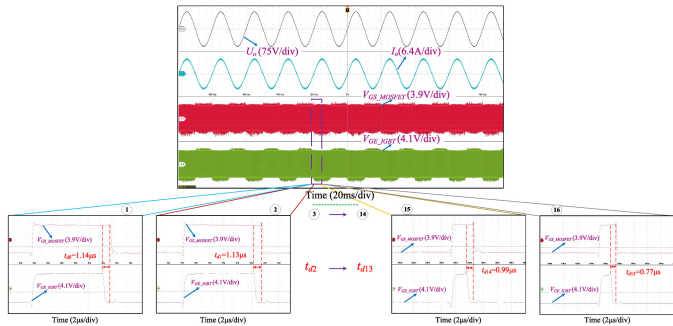 Uo (75V/div)
Io(6.4A/div)
VGS_MOSFET(3.9V/div)
VGE_IGBT(4.1V/div)
Time (20ms/div)
1
2
3
14
15
16
VGS_MOSFET(3.9V/div)
td0=1.14μs
VGE_IGBT(4.1V/div)
Time (2μs/div)
VGS_MOSFET(3.9V/div)
td1=1.13μs
VGE_IGBT(4.1V/div)
Time (2μs/div)
td2
td13
VGS_MOSFET(3.9V/div)
td14=0.99μs
VGE_IGBT(4.1V/div)
Time (2μs/div)
VGS_MOSFET(3.9V/div)
td15=0.77μs
VGE_IGBT(4.1V/div)
Time (2μs/div)